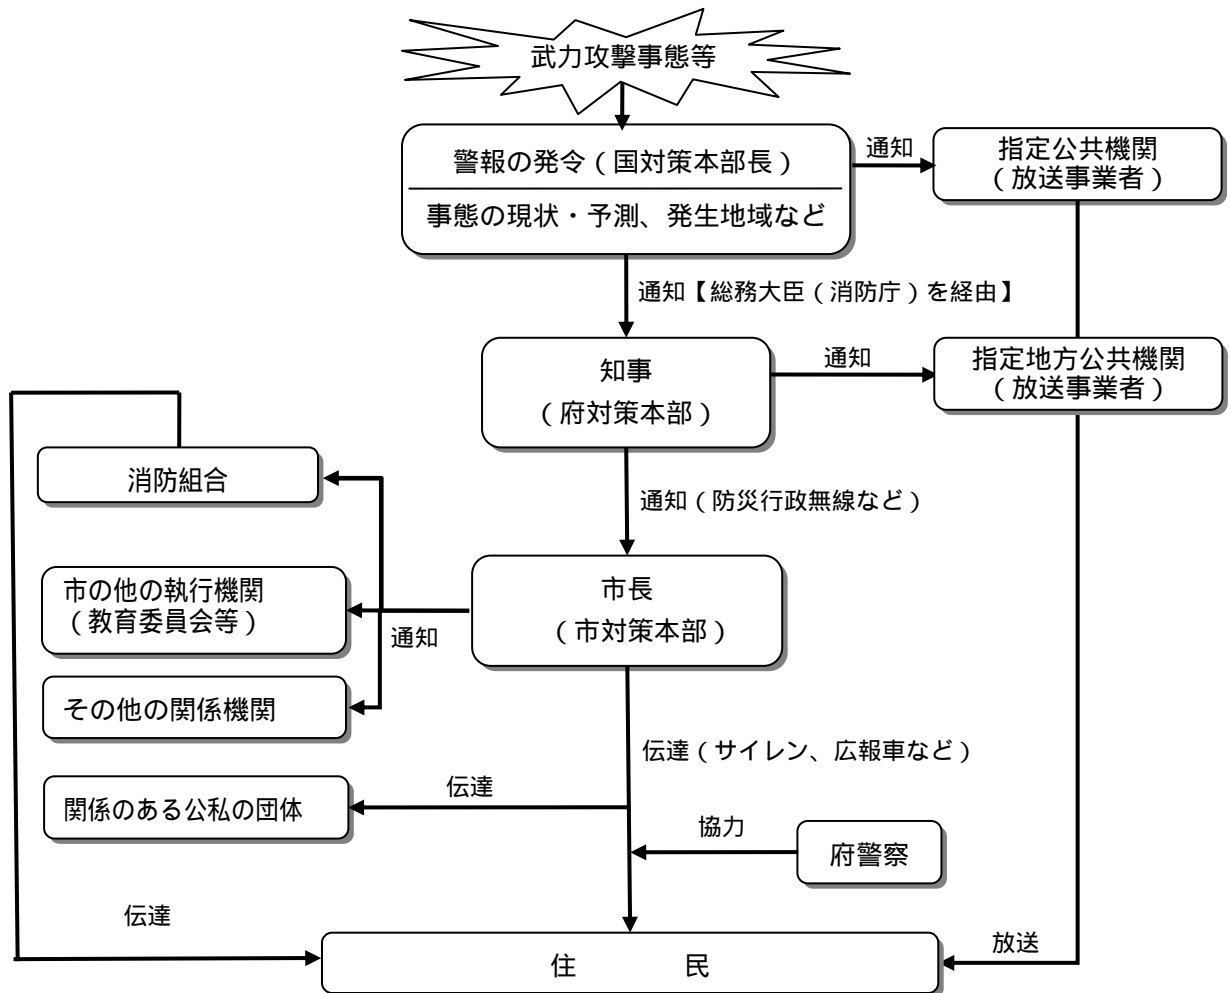 武力攻撃事態等
警報の発令(国対策本部長)
事態の現状・予測、発生地域など
通知
指定公共機関
(放送事業者)
通知【総務大臣(消防庁)を経由】
知事
(府対策本部)
通知
指定地方公共機関
(放送事業者)
消防組合
通知(防災行政無線など)
市の他の執行機関
(教育委員会等)
市長
(市対策本部)
通知
その他の関係機関
伝達(サイレン、広報車など)
関係のある公私の団体
伝達
協力
府警察
伝達
住 民
放送